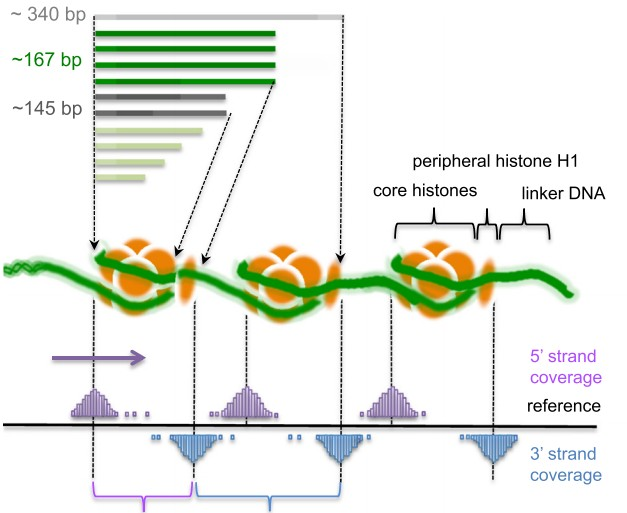 ~ 340 bp
~167 bp
~145 bp
peripheral histone H1
core histones
linker DNA
5' strand
coverage
reference
3' strand
coverage